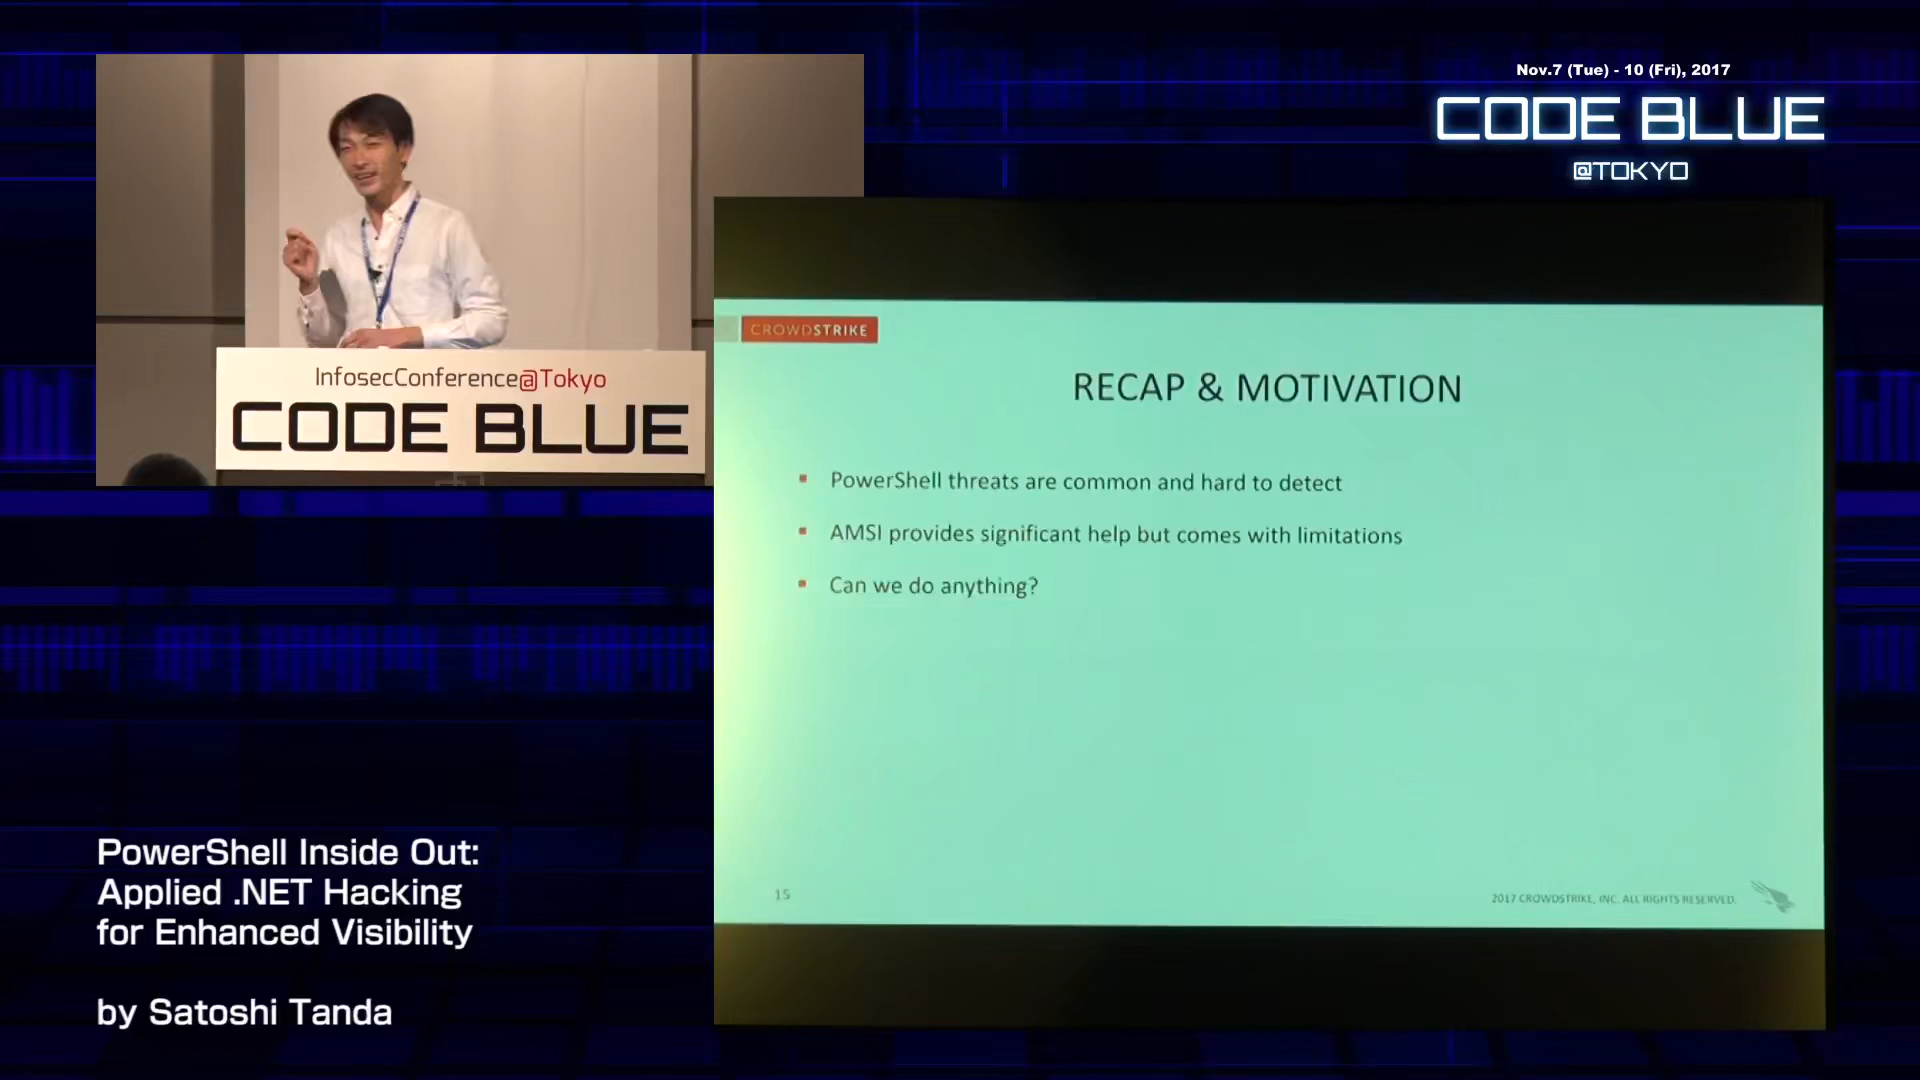 Nov.7 (Tue) - 10 (Fri), 2017
CODE BLUE
@TOKYO
InfosecConference@Tokyo
CODE BLUE
CROWDSTRIKE
RECAP & MOTIVATION
PowerShell threats are common and hard to detect
AMSI provides significant help but comes with limitations
Can we do anything?
15
2017 CROWDSTRIKE, INC. ALL RIGHTS RESERVED.
PowerShell Inside Out:
Applied .NET Hacking
for Enhanced Visibility
by Satoshi Tanda